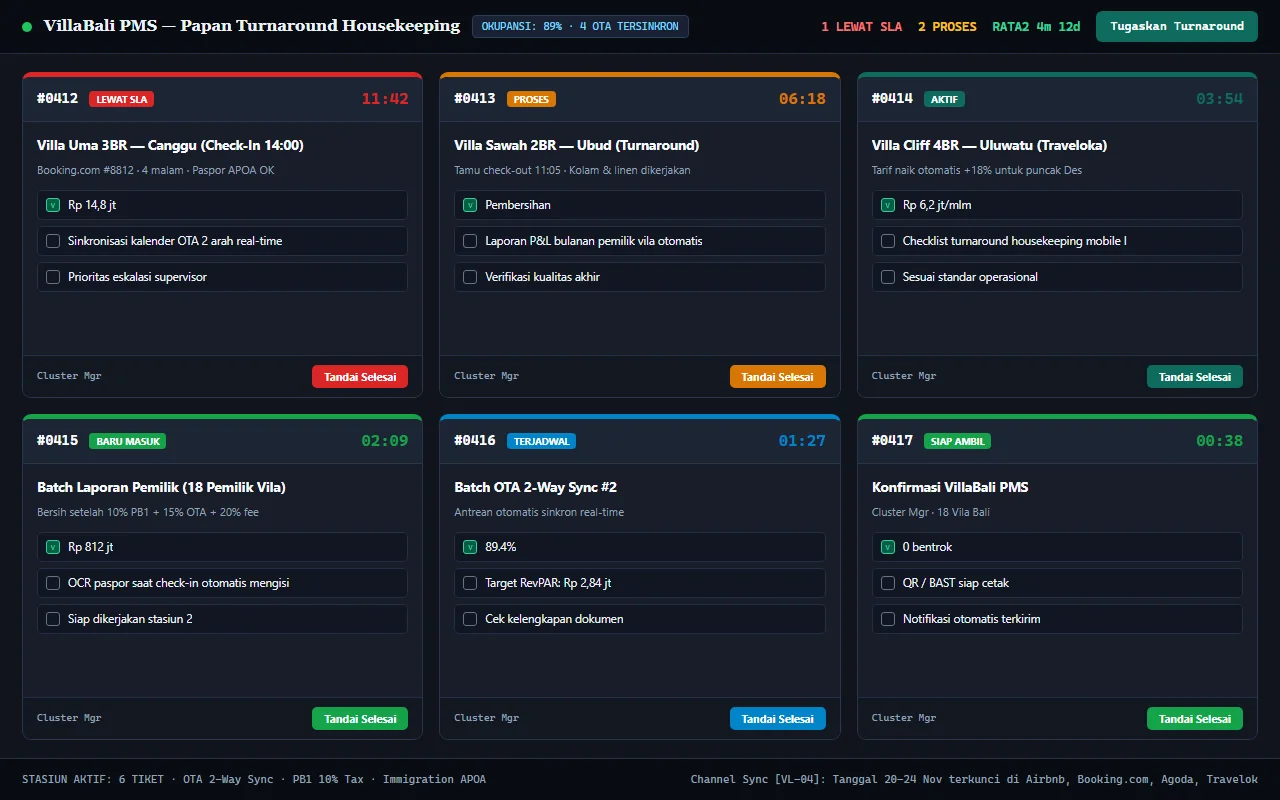 VillaBali PMS — Papan Turnaround Housekeeping
OKUPANSI: 89% · 4 OTA TERSINKRON
1 LEWAT SLA
2 PROSES
RATA2 4m 12d
Tugaskan Turnaround
#0412 LEWAT SLA 11:42
Villa Uma 3BR — Canggu (Check-In 14:00)
Booking.com #8812 · 4 malam · Paspor APOA OK
v Rp 14,8 jt
Sinkronisasi kalender OTA 2 arah real-time
Prioritas eskalasi supervisor
Cluster Mgr
Tandai Selesai
#0413 PROSES 06:18
Villa Sawah 2BR — Ubud (Turnaround)
Tamu check-out 11:05 · Kolam & linen dikerjakan
v Pembersihan
Laporan P&L bulanan pemilik vila otomatis
Verifikasi kualitas akhir
Cluster Mgr
Tandai Selesai
#0414 AKTIF 03:54
Villa Cliff 4BR — Uluwatu (Traveloka)
Tarif naik otomatis +18% untuk puncak Des
v Rp 6,2 jt/mlm
Checklist turnaround housekeeping mobile l
Sesuai standar operasional
Cluster Mgr
Tandai Selesai
#0415 BARU MASUK 02:09
Batch Laporan Pemilik (18 Pemilik Vila)
Bersih setelah 10% PB1 + 15% OTA + 20% fee
v Rp 812 jt
OCR paspor saat check-in otomatis mengisi
Siap dikerjakan stasiun 2
Cluster Mgr
Tandai Selesai
#0416 TERJADWAL 01:27
Batch OTA 2-Way Sync #2
Antrean otomatis sinkron real-time
v 89.4%
Target RevPAR: Rp 2,84 jt
Cek kelengkapan dokumen
Cluster Mgr
Tandai Selesai
#0417 SIAP AMBIL 00:38
Konfirmasi VillaBali PMS
Cluster Mgr · 18 Vila Bali
v 0 bentrok
QR / BAST siap cetak
Notifikasi otomatis terkirim
Cluster Mgr
Tandai Selesai
STASIUN AKTIF: 6 TIKET · OTA 2-Way Sync · PB1 10% Tax · Immigration APOA
Channel Sync [VL-04]: Tanggal 20-24 Nov terkunci di Airbnb, Booking.com, Agoda, Travelok